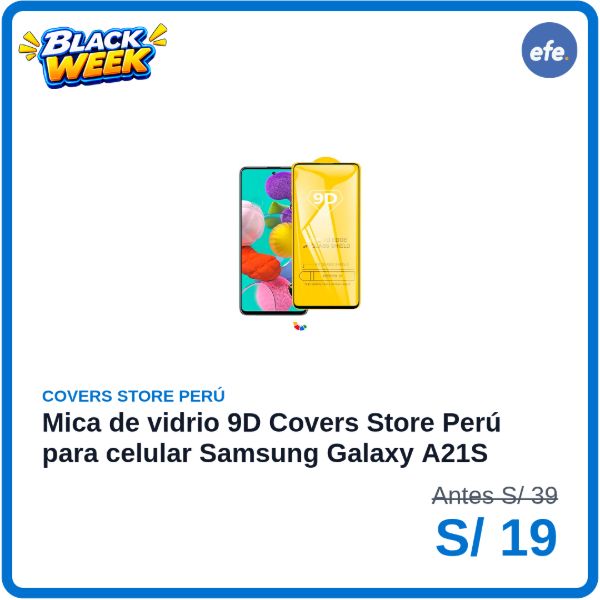 BLACK
WEEK
efe.
9D
COVERS STORE PERÚ
Mica de vidrio 9D Covers Store Perú
para celular Samsung Galaxy A21S
Antes S/ 39
S/ 19